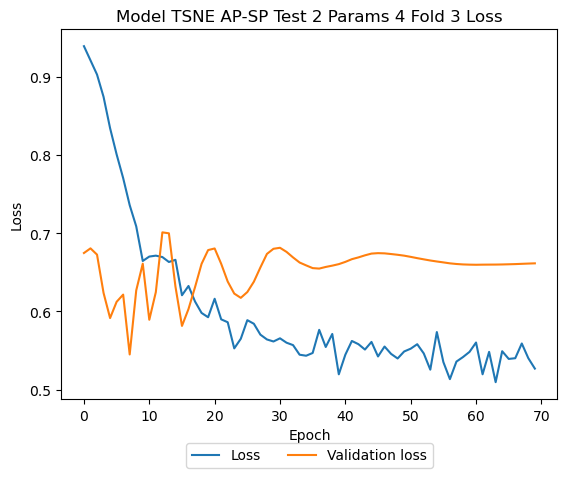 Model TSNE AP-SP Test 2 Params 4 Fold 3 Loss
0.9
0.8
0.7
0.6
0.5
Loss
0 10 20 30 40 50 60 70
Epoch
Loss Validation loss